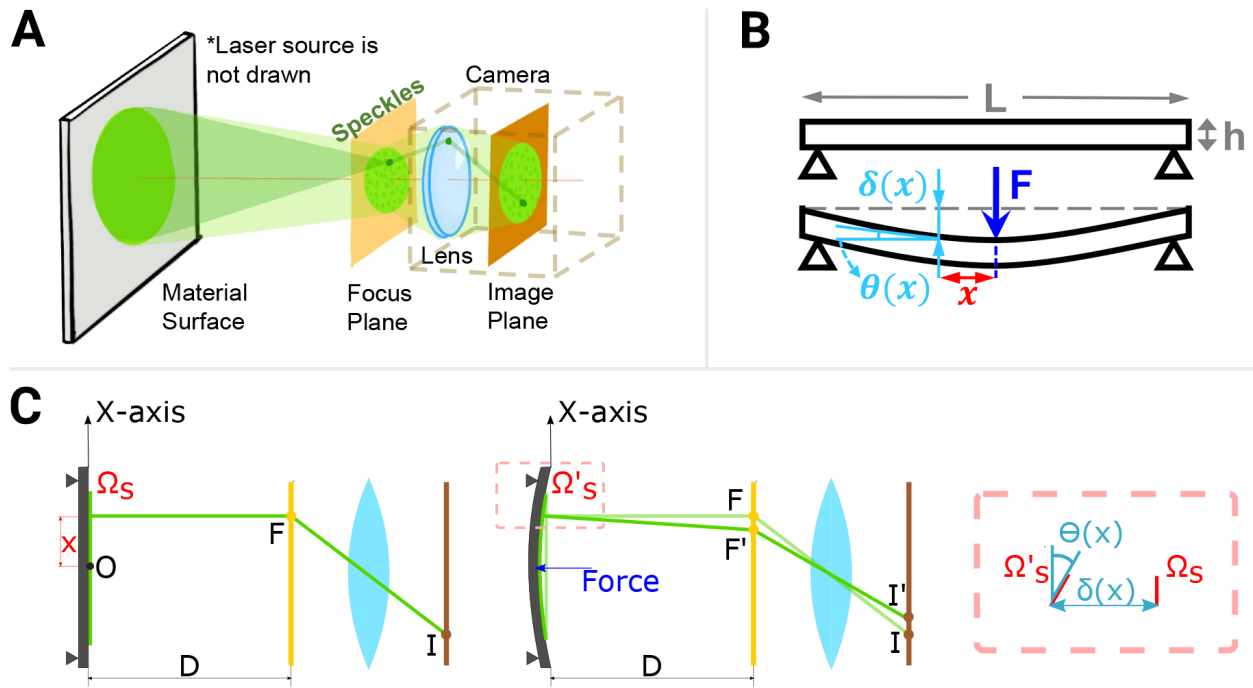 A
*Laser source is
not drawn
Camera
Speckles
Lens
Material
Surface
Focus
Plane
Image
Plane
B
L
h
δ(x)
F
θ(x)
x
C
X-axis
Ωs
x
O
F
I
D
X-axis
Ω's
F
F'
Force
I'
I
D
Θ(x)
Ω's
Ωs
δ(x)